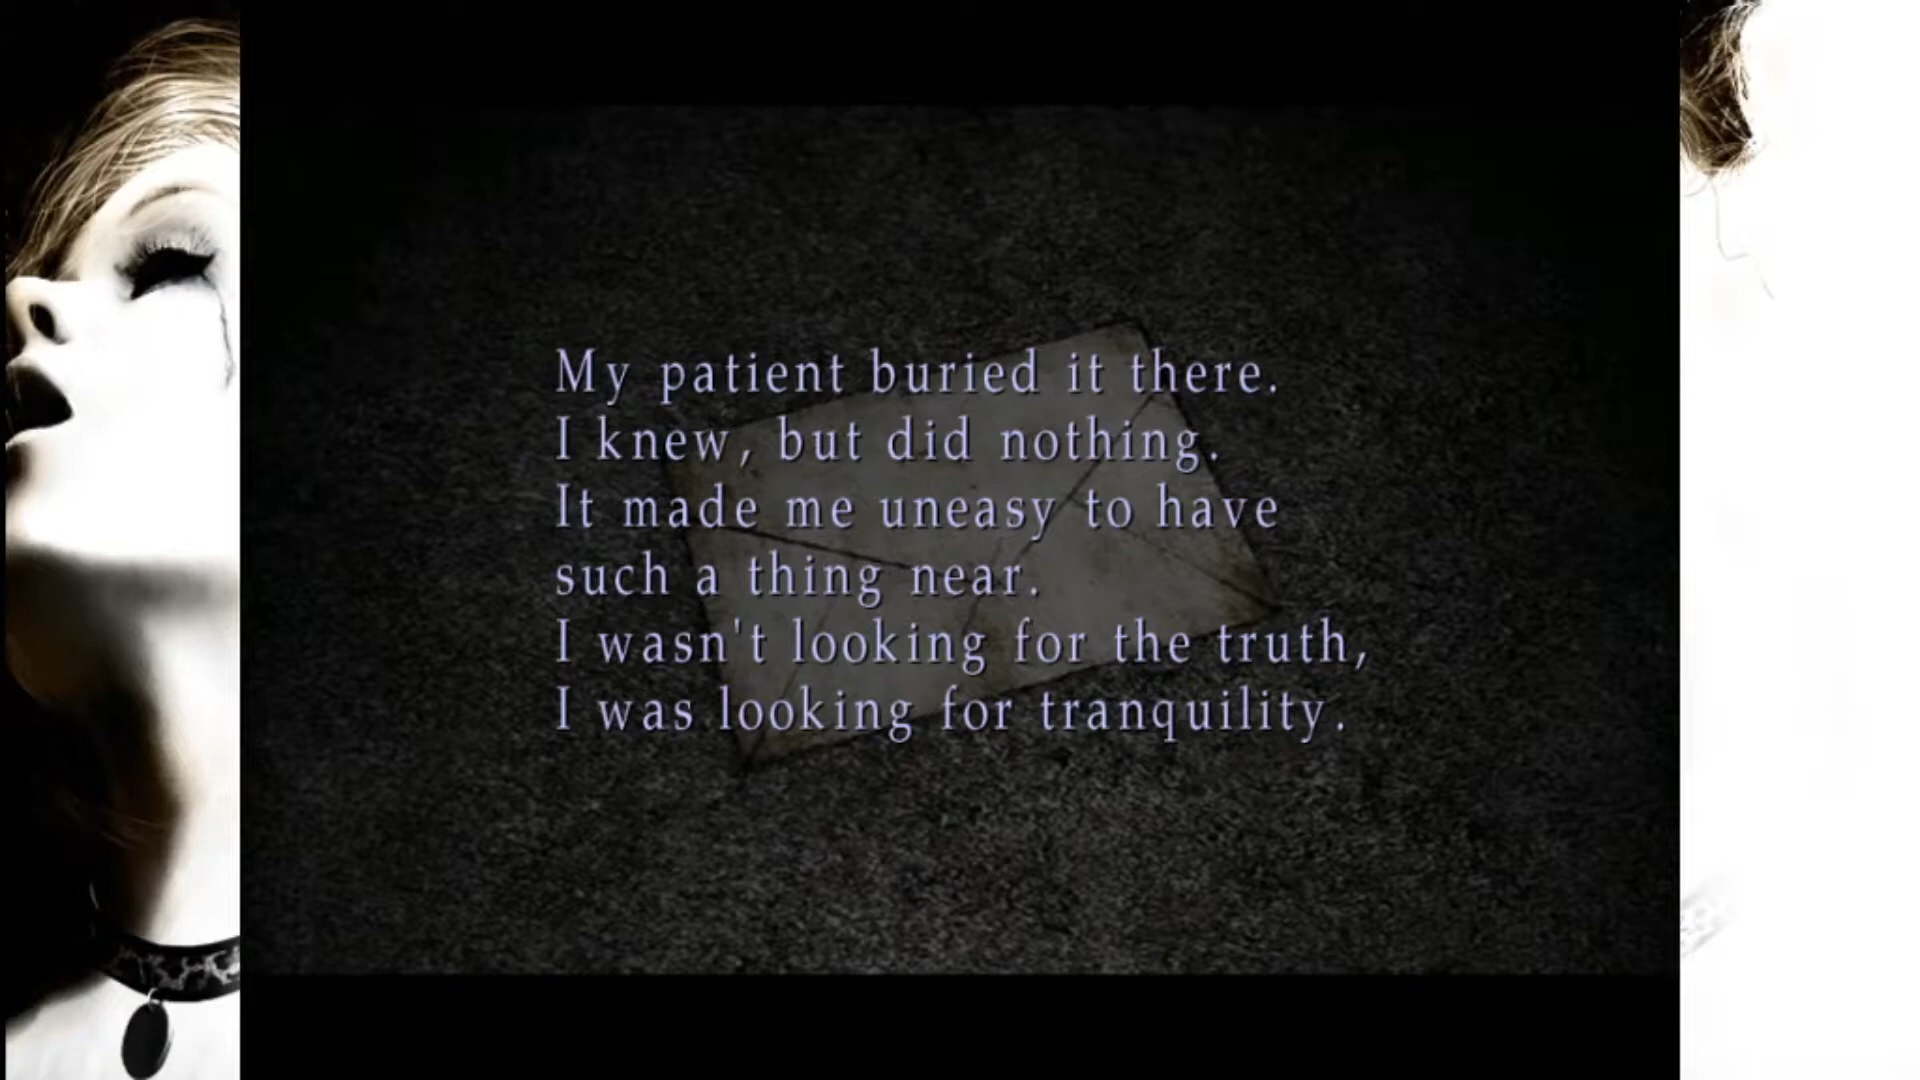 My patient buried it there.
I knew, but did nothing.
It made me uneasy to have
such a thing near.
I wasn't looking for the truth,
I was looking for tranquility.